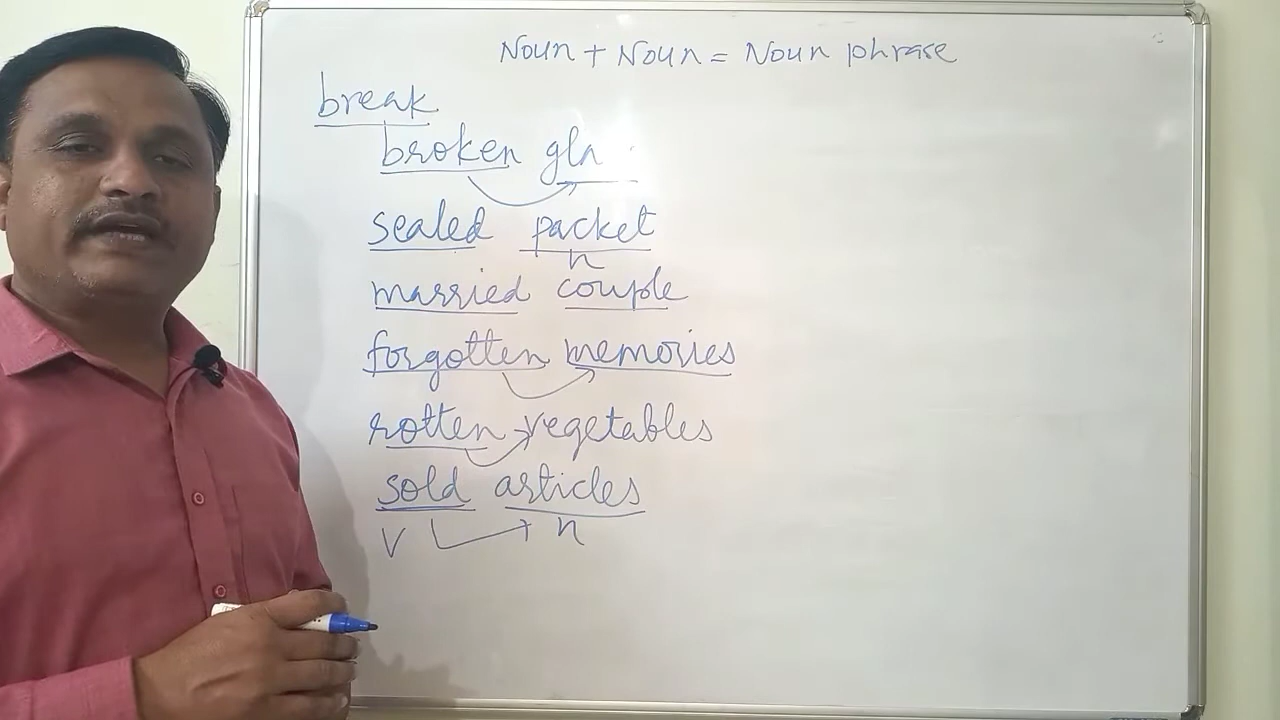 Noun + Noun = Noun phrase
break
broken gla
sealed packet
n
married couple
forgotten memories
rotten vegetables
sold articles
v n